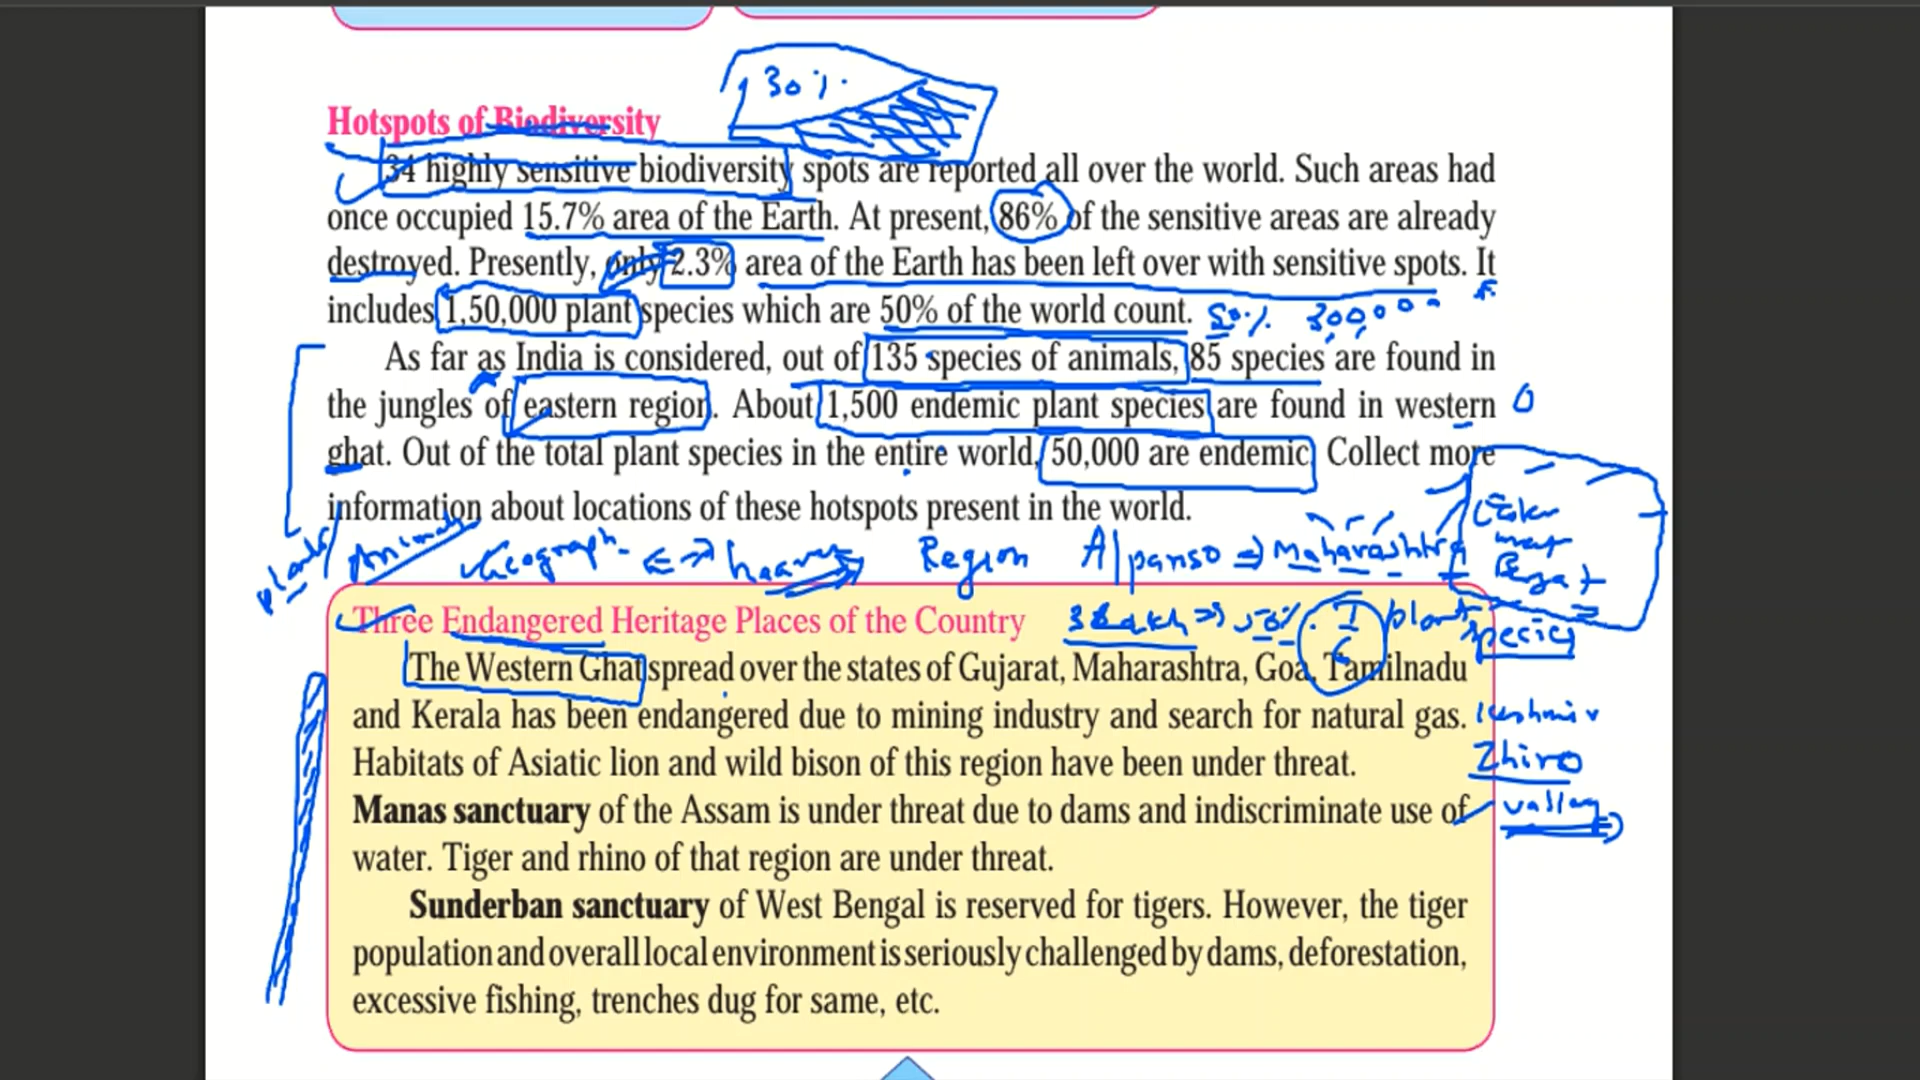 30%.
Hotspots of Biodiversity
34 highly sensitive biodiversity spots are reported all over the world. Such areas had
once occupied 15.7% area of the Earth. At present, 86% of the sensitive areas are already
destroyed. Presently, only 2.3% area of the Earth has been left over with sensitive spots. It
includes 1,50,000 plant species which are 50% of the world count.
50% 300,000
As far as India is considered, out of 135 species of animals, 85 species are found in
the jungles of eastern region. About 1,500 endemic plant species are found in western
ghat. Out of the total plant species in the entire world, 50,000 are endemic. Collect more
information about locations of these hotspots present in the world.
Plants/ Animals Geograph. Region Alpanso ⇒ Maharashtra
Three Endangered Heritage Places of the Country
50% plant
species
The Western Ghat spread over the states of Gujarat, Maharashtra, Goa, Tamilnadu
and Kerala has been endangered due to mining industry and search for natural gas.
Kashmir
Habitats of Asiatic lion and wild bison of this region have been under threat.
Zhiro
Manas sanctuary of the Assam is under threat due to dams and indiscriminate use of
valley
water. Tiger and rhino of that region are under threat.
Sunderban sanctuary of West Bengal is reserved for tigers. However, the tiger
population and overall local environment is seriously challenged by dams, deforestation,
excessive fishing, trenches dug for same, etc.